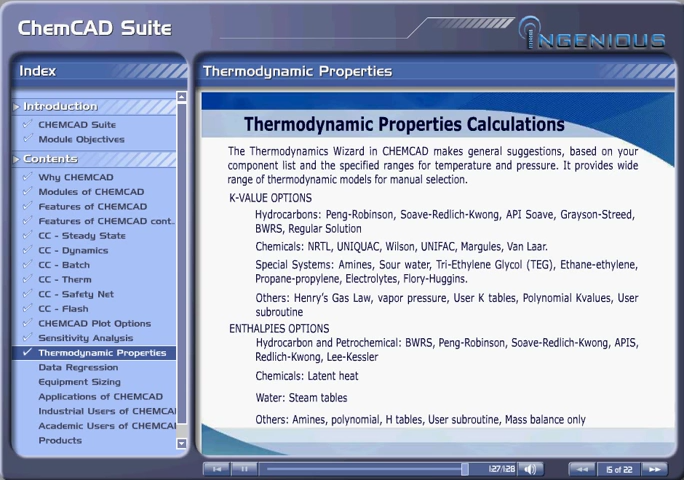 ChemCAD Suite
INGENIOUS
Index
Thermodynamic Properties
Introduction
CHEMCAD Suite
Module Objectives
Contents
Why CHEMCAD
Modules of CHEMCAD
Features of CHEMCAD
Features of CHEMCAD cont.
CC - Steady State
CC - Dynamics
CC - Batch
CC - Therm
CC - Safety Net
CC - Flash
CHEMCAD Plot Options
Sensitivity Analysis
Thermodynamic Properties
Data Regression
Equipment Sizing
Applications of CHEMCAD
Industrial Users of CHEMCA
Academic Users of CHEMCA
Products
Thermodynamic Properties Calculations
The Thermodynamics Wizard in CHEMCAD makes general suggestions, based on your
component list and the specified ranges for temperature and pressure. It provides wide
range of thermodynamic models for manual selection.
K-VALUE OPTIONS
Hydrocarbons: Peng-Robinson, Soave-Redlich-Kwong, API Soave, Grayson-Streed,
BWRS, Regular Solution
Chemicals: NRTL, UNIQUAC, Wilson, UNIFAC, Margules, Van Laar.
Special Systems: Amines, Sour water, Tri-Ethylene Glycol (TEG), Ethane-ethylene,
Propane-propylene, Electrolytes, Flory-Huggins.
Others: Henry's Gas Law, vapor pressure, User K tables, Polynomial Kvalues, User
subroutine
ENTHALPIES OPTIONS
Hydrocarbon and Petrochemical: BWRS, Peng-Robinson, Soave-Redlich-Kwong, APIS,
Redlich-Kwong, Lee-Kessler
Chemicals: Latent heat
Water: Steam tables
Others: Amines, polynomial, H tables, User subroutine, Mass balance only
127/128
15 of 22